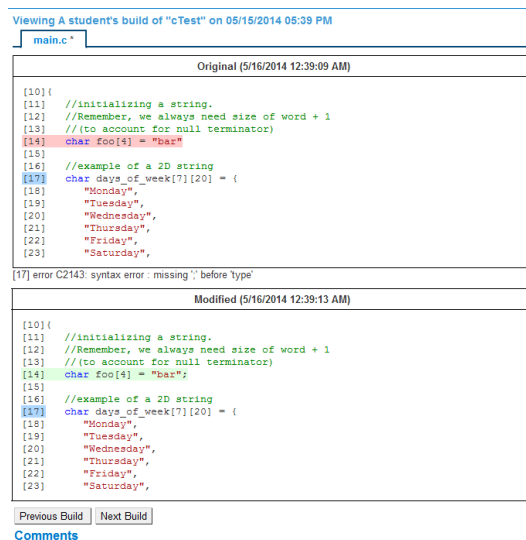 Viewing A student's build of "cTest" on 05/15/2014 05:39 PM
main.c *
Original (5/16/2014 12:39:09 AM)
[10]{
[11] //initializing a string.
[12] //Remember, we always need size of word + 1
[13] //(to account for null terminator)
[14] char foo[4] = "bar"
[15]
[16] //example of a 2D string
[17] char days_of_week[7][20] = {
[18] "Monday",
[19] "Tuesday",
[20] "Wednesday",
[21] "Thursday",
[22] "Friday",
[23] "Saturday",
[17] error C2143: syntax error : missing ';' before 'type'
Modified (5/16/2014 12:39:13 AM)
[10]{
[11] //initializing a string.
[12] //Remember, we always need size of word + 1
[13] //(to account for null terminator)
[14] char foo[4] = "bar";
[15]
[16] //example of a 2D string
[17] char days_of_week[7][20] = {
[18] "Monday",
[19] "Tuesday",
[20] "Wednesday",
[21] "Thursday",
[22] "Friday",
[23] "Saturday",
Previous Build Next Build
Comments